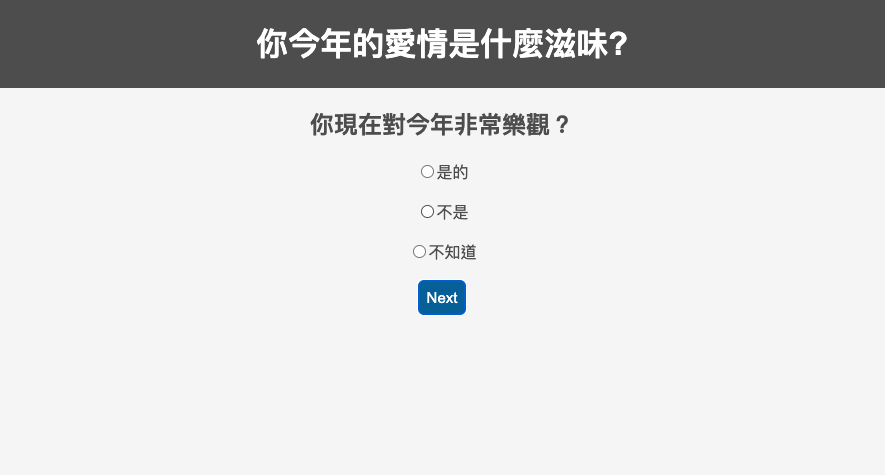 你今年的愛情是什麼滋味?
你現在對今年非常樂觀？
是的
不是
不知道
Next